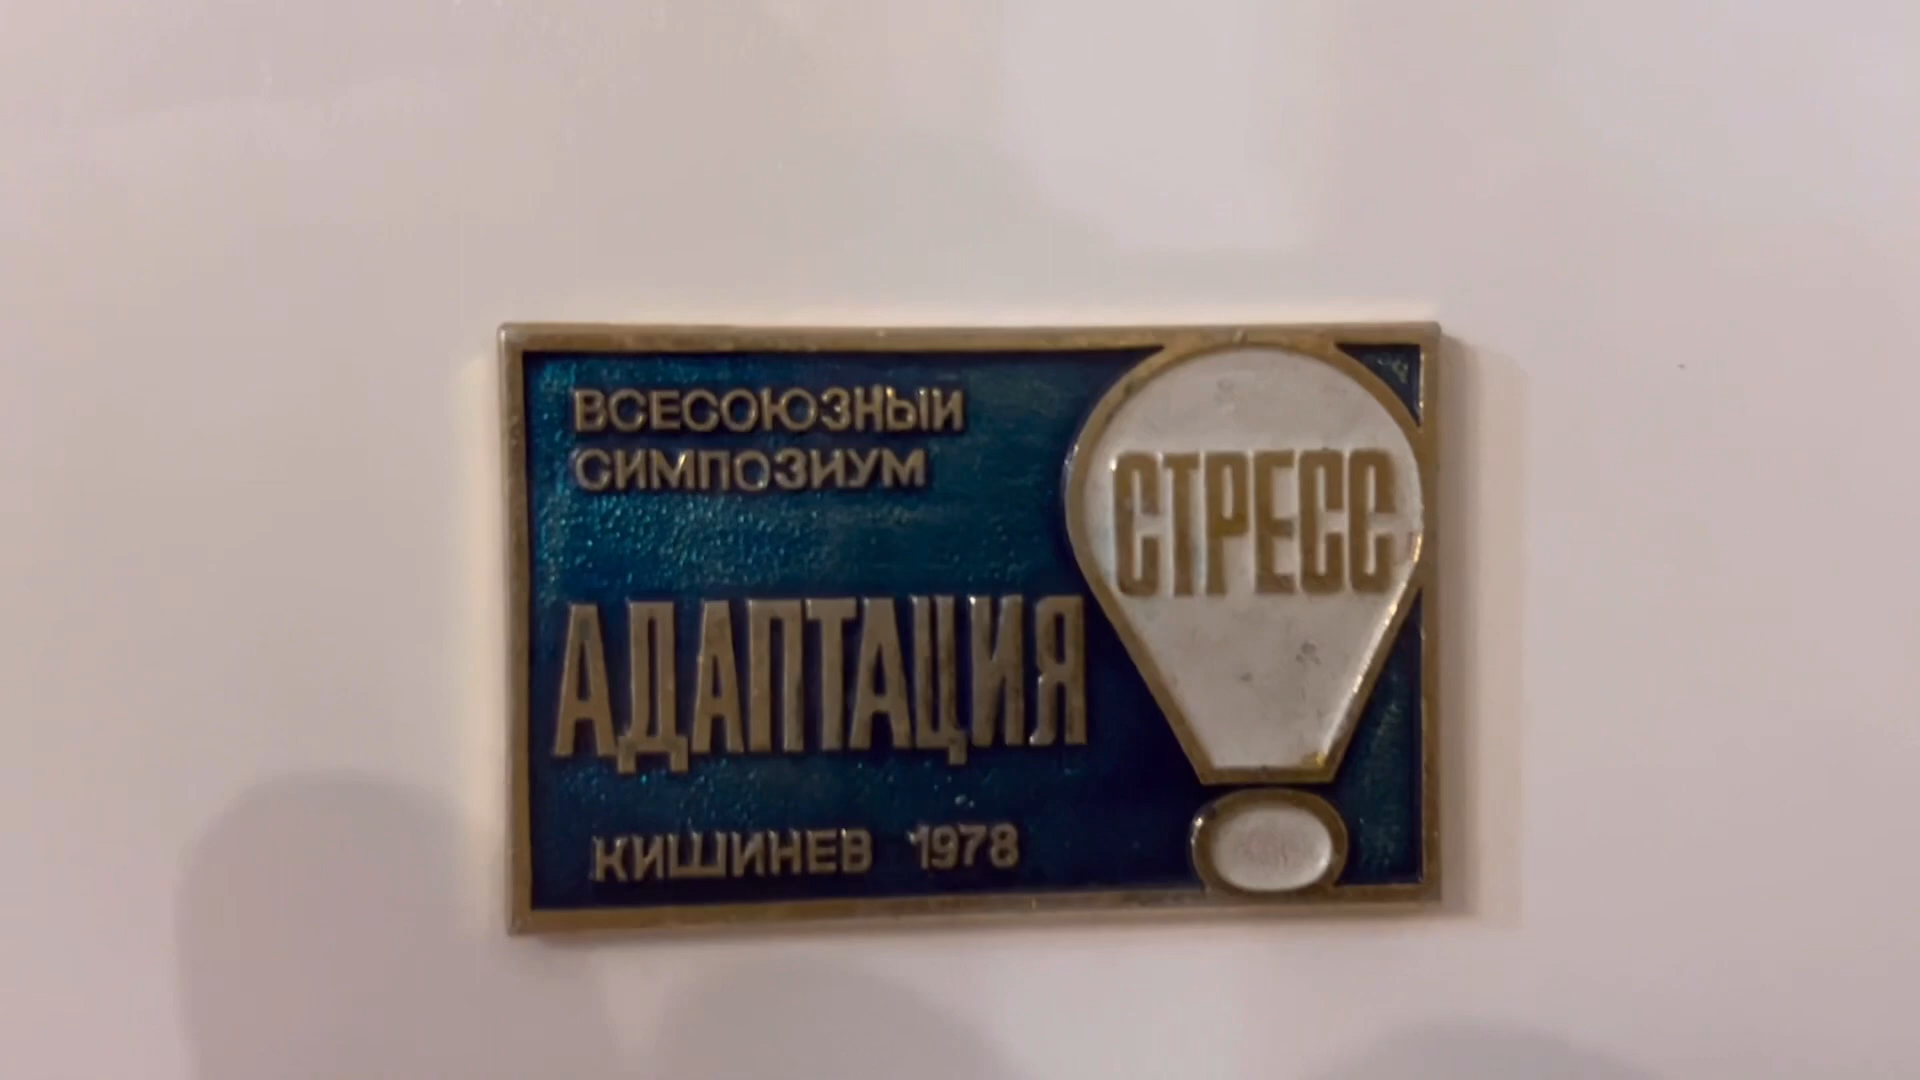 ВСЕСОЮЗНЫЙ
СИМПОЗИУМ
СТРЕСС
АДАПТАЦИЯ
КИШИНЕВ 1978